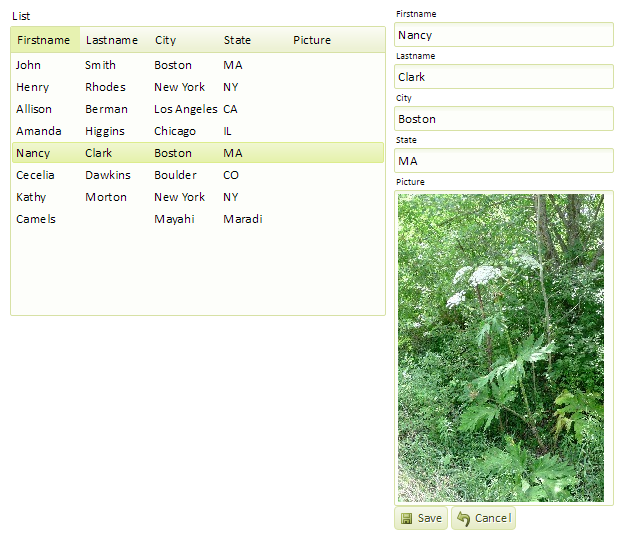 List
Firstname Lastname City State Picture
John Smith Boston MA
Henry Rhodes New York NY
Allison Berman Los Angeles CA
Amanda Higgins Chicago IL
Nancy Clark Boston MA
Cecelia Dawkins Boulder CO
Kathy Morton New York NY
Camels Mayahi Maradi
Firstname
Nancy
Lastname
Clark
City
Boston
State
MA
Picture
Save Cancel